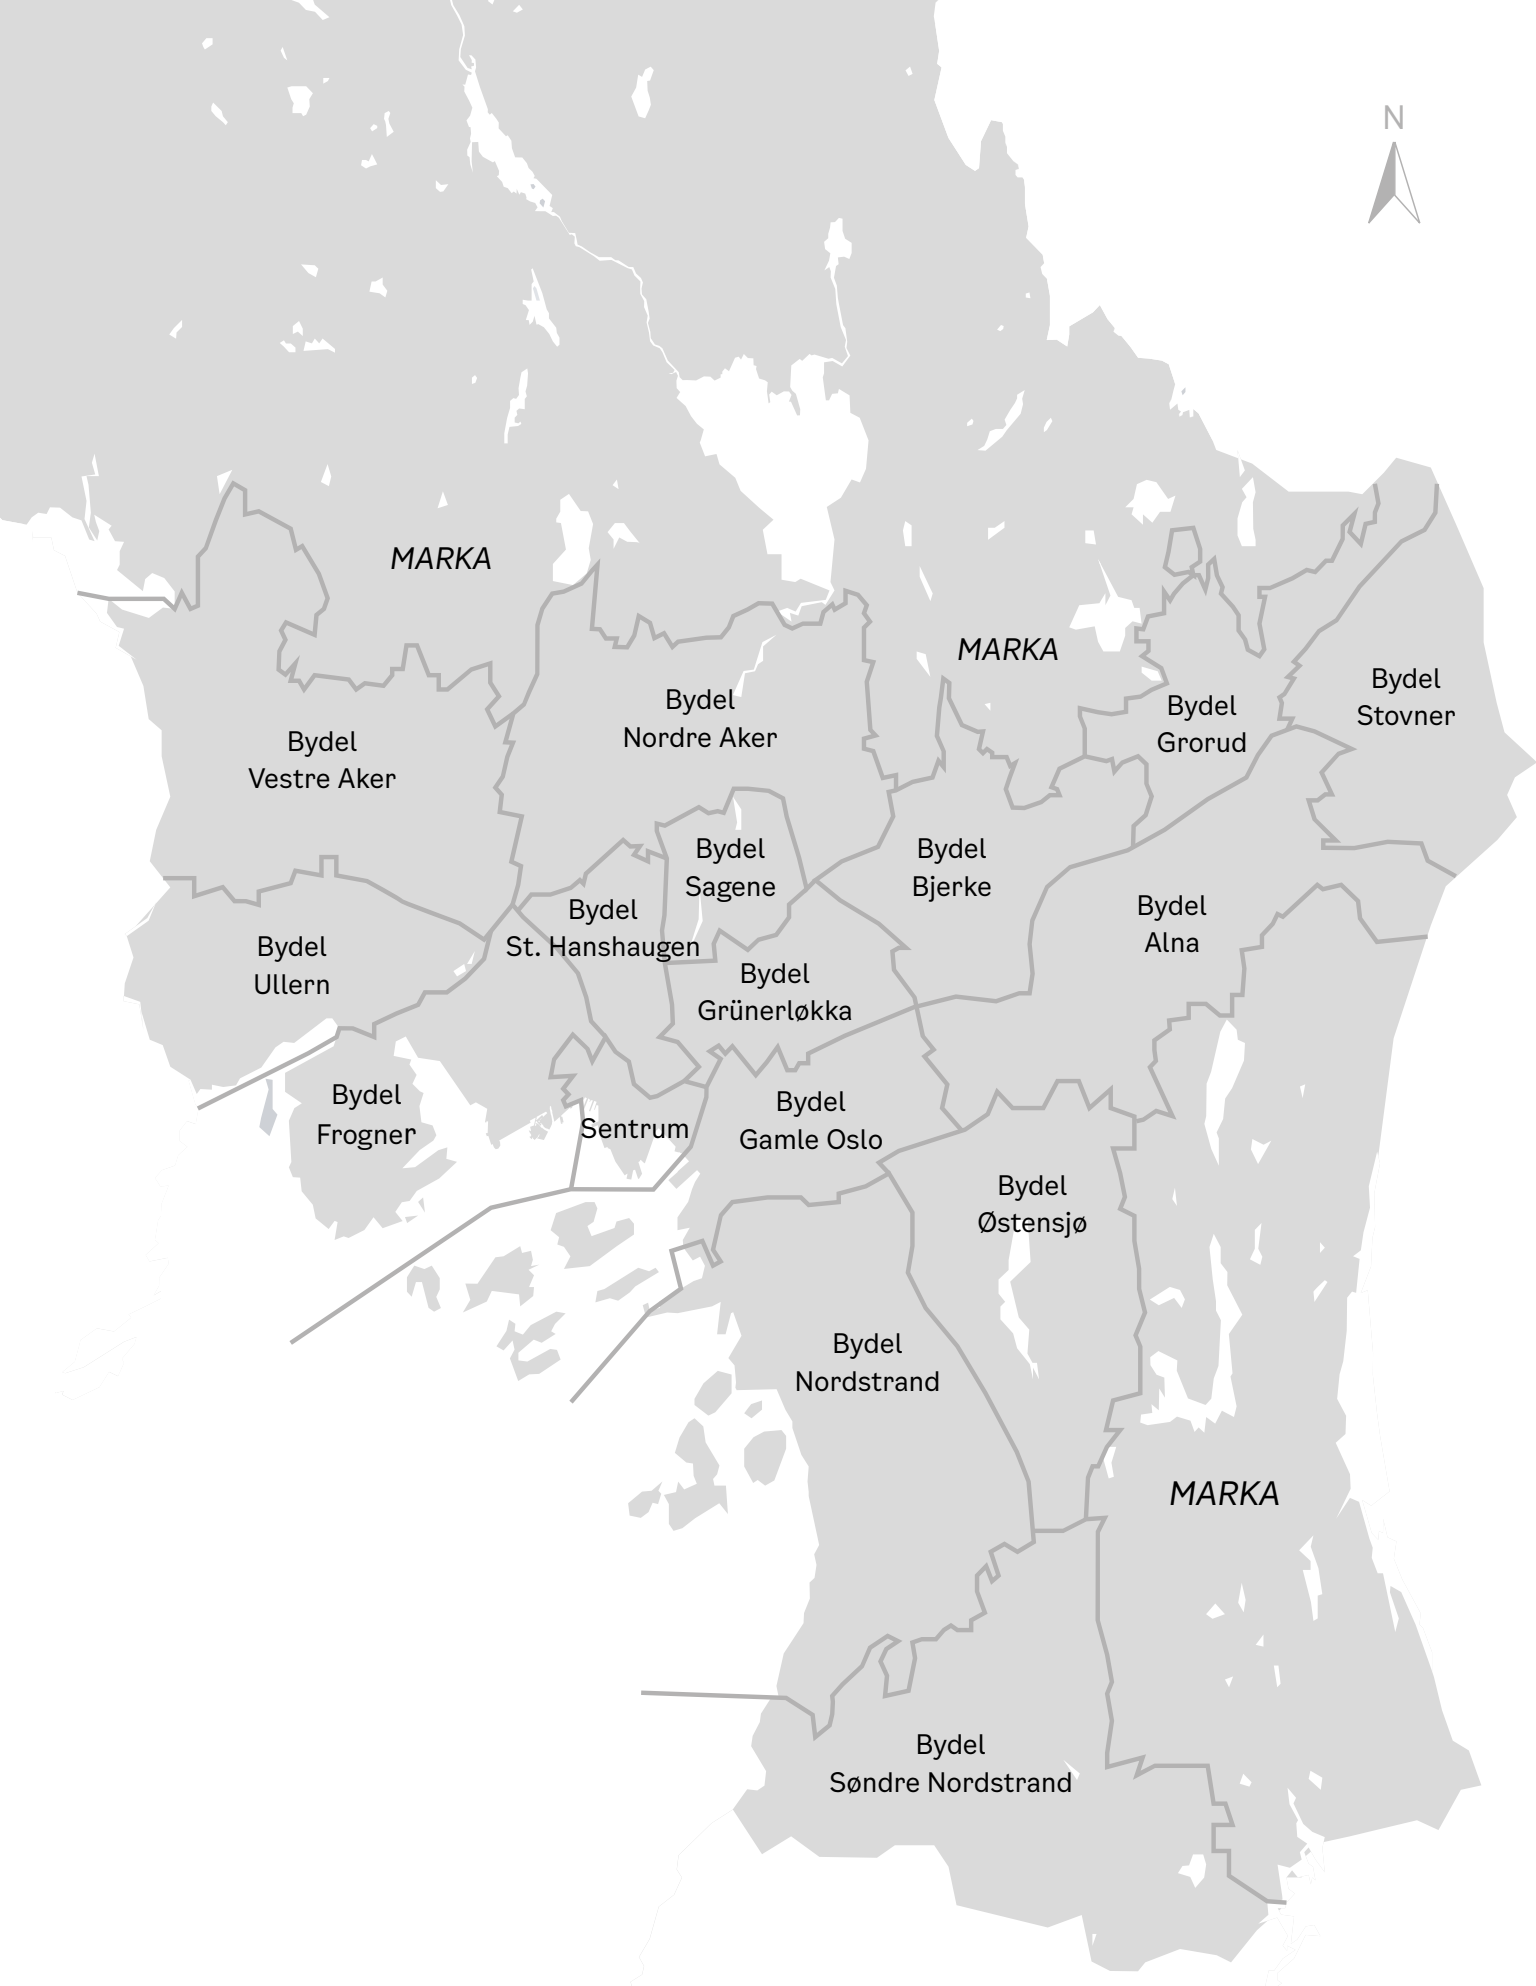 N
MARKA
MARKA
Bydel
Stovner
Bydel
Nordre Aker
Bydel
Grorud
Bydel
Vestre Aker
Bydel
Sagene
Bydel
Bjerke
Bydel
St. Hanshaugen
Bydel
Alna
Bydel
Ullern
Bydel
Grünerløkka
Bydel
Frogner
Sentrum
Bydel
Gamle Oslo
Bydel
Østensjø
Bydel
Nordstrand
MARKA
Bydel
Søndre Nordstrand